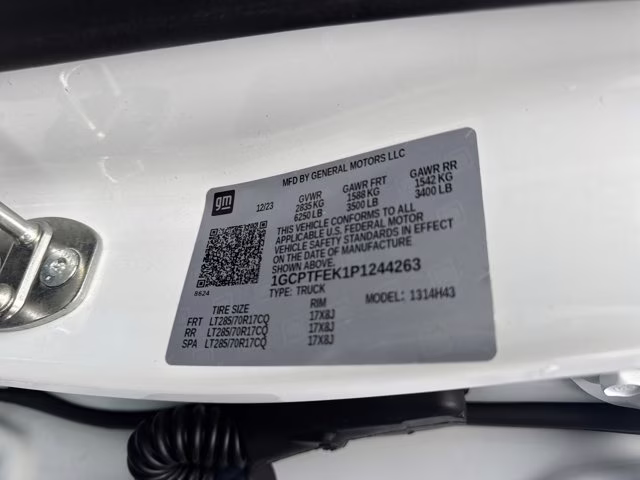 MFD BY GENERAL MOTORS LLC
gm
12/23 GVWR GAWR FRT GAWR RR
2835 KG 1588 KG 1542 KG
6250 LB 3500 LB 3400 LB
THIS VEHICLE CONFORMS TO ALL
APPLICABLE U.S. FEDERAL MOTOR
VEHICLE SAFETY STANDARDS IN EFFECT
ON THE DATE OF MANUFACTURE
SHOWN ABOVE.
1GCPTFEK1P1244263
8624
TYPE: TRUCK MODEL: 1314H43
TIRE SIZE RIM
FRT LT285/70R17CQ 17X8J
RR LT285/70R17CQ 17X8J
SPA LT285/70R17CQ 17X8J